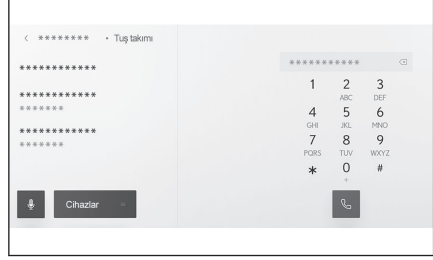 < ******** • Tuş takımı
************
************
*******
************
*******
Cihazlar
***********
1 2 3
ABC DEF
4 5 6
GHI JKL MNO
7 8 9
PQRS TUV WXYZ
* 0 #
+